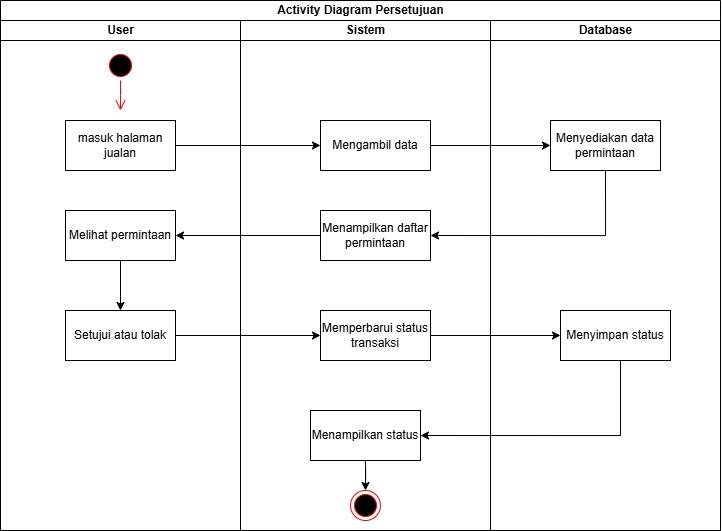 Activity Diagram Persetujuan
User
Sistem
Database
masuk halaman
jualan
Mengambil data
Menyediakan data
permintaan
Melihat permintaan
Menampilkan daftar
permintaan
Setujui atau tolak
Memperbarui status
transaksi
Menyimpan status
Menampilkan status